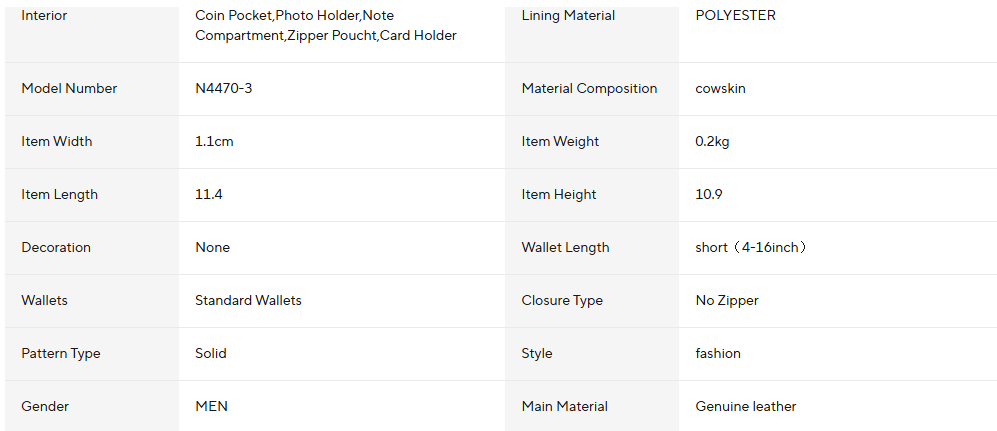 Interior
Coin Pocket,Photo Holder,Note
Compartment,Zipper Poucht,Card Holder
Lining Material
POLYESTER
Model Number
N4470-3
Material Composition
cowskin
Item Width
1.1cm
Item Weight
0.2kg
Item Length
11.4
Item Height
10.9
Decoration
None
Wallet Length
short（4-16inch）
Wallets
Standard Wallets
Closure Type
No Zipper
Pattern Type
Solid
Style
fashion
Gender
MEN
Main Material
Genuine leather